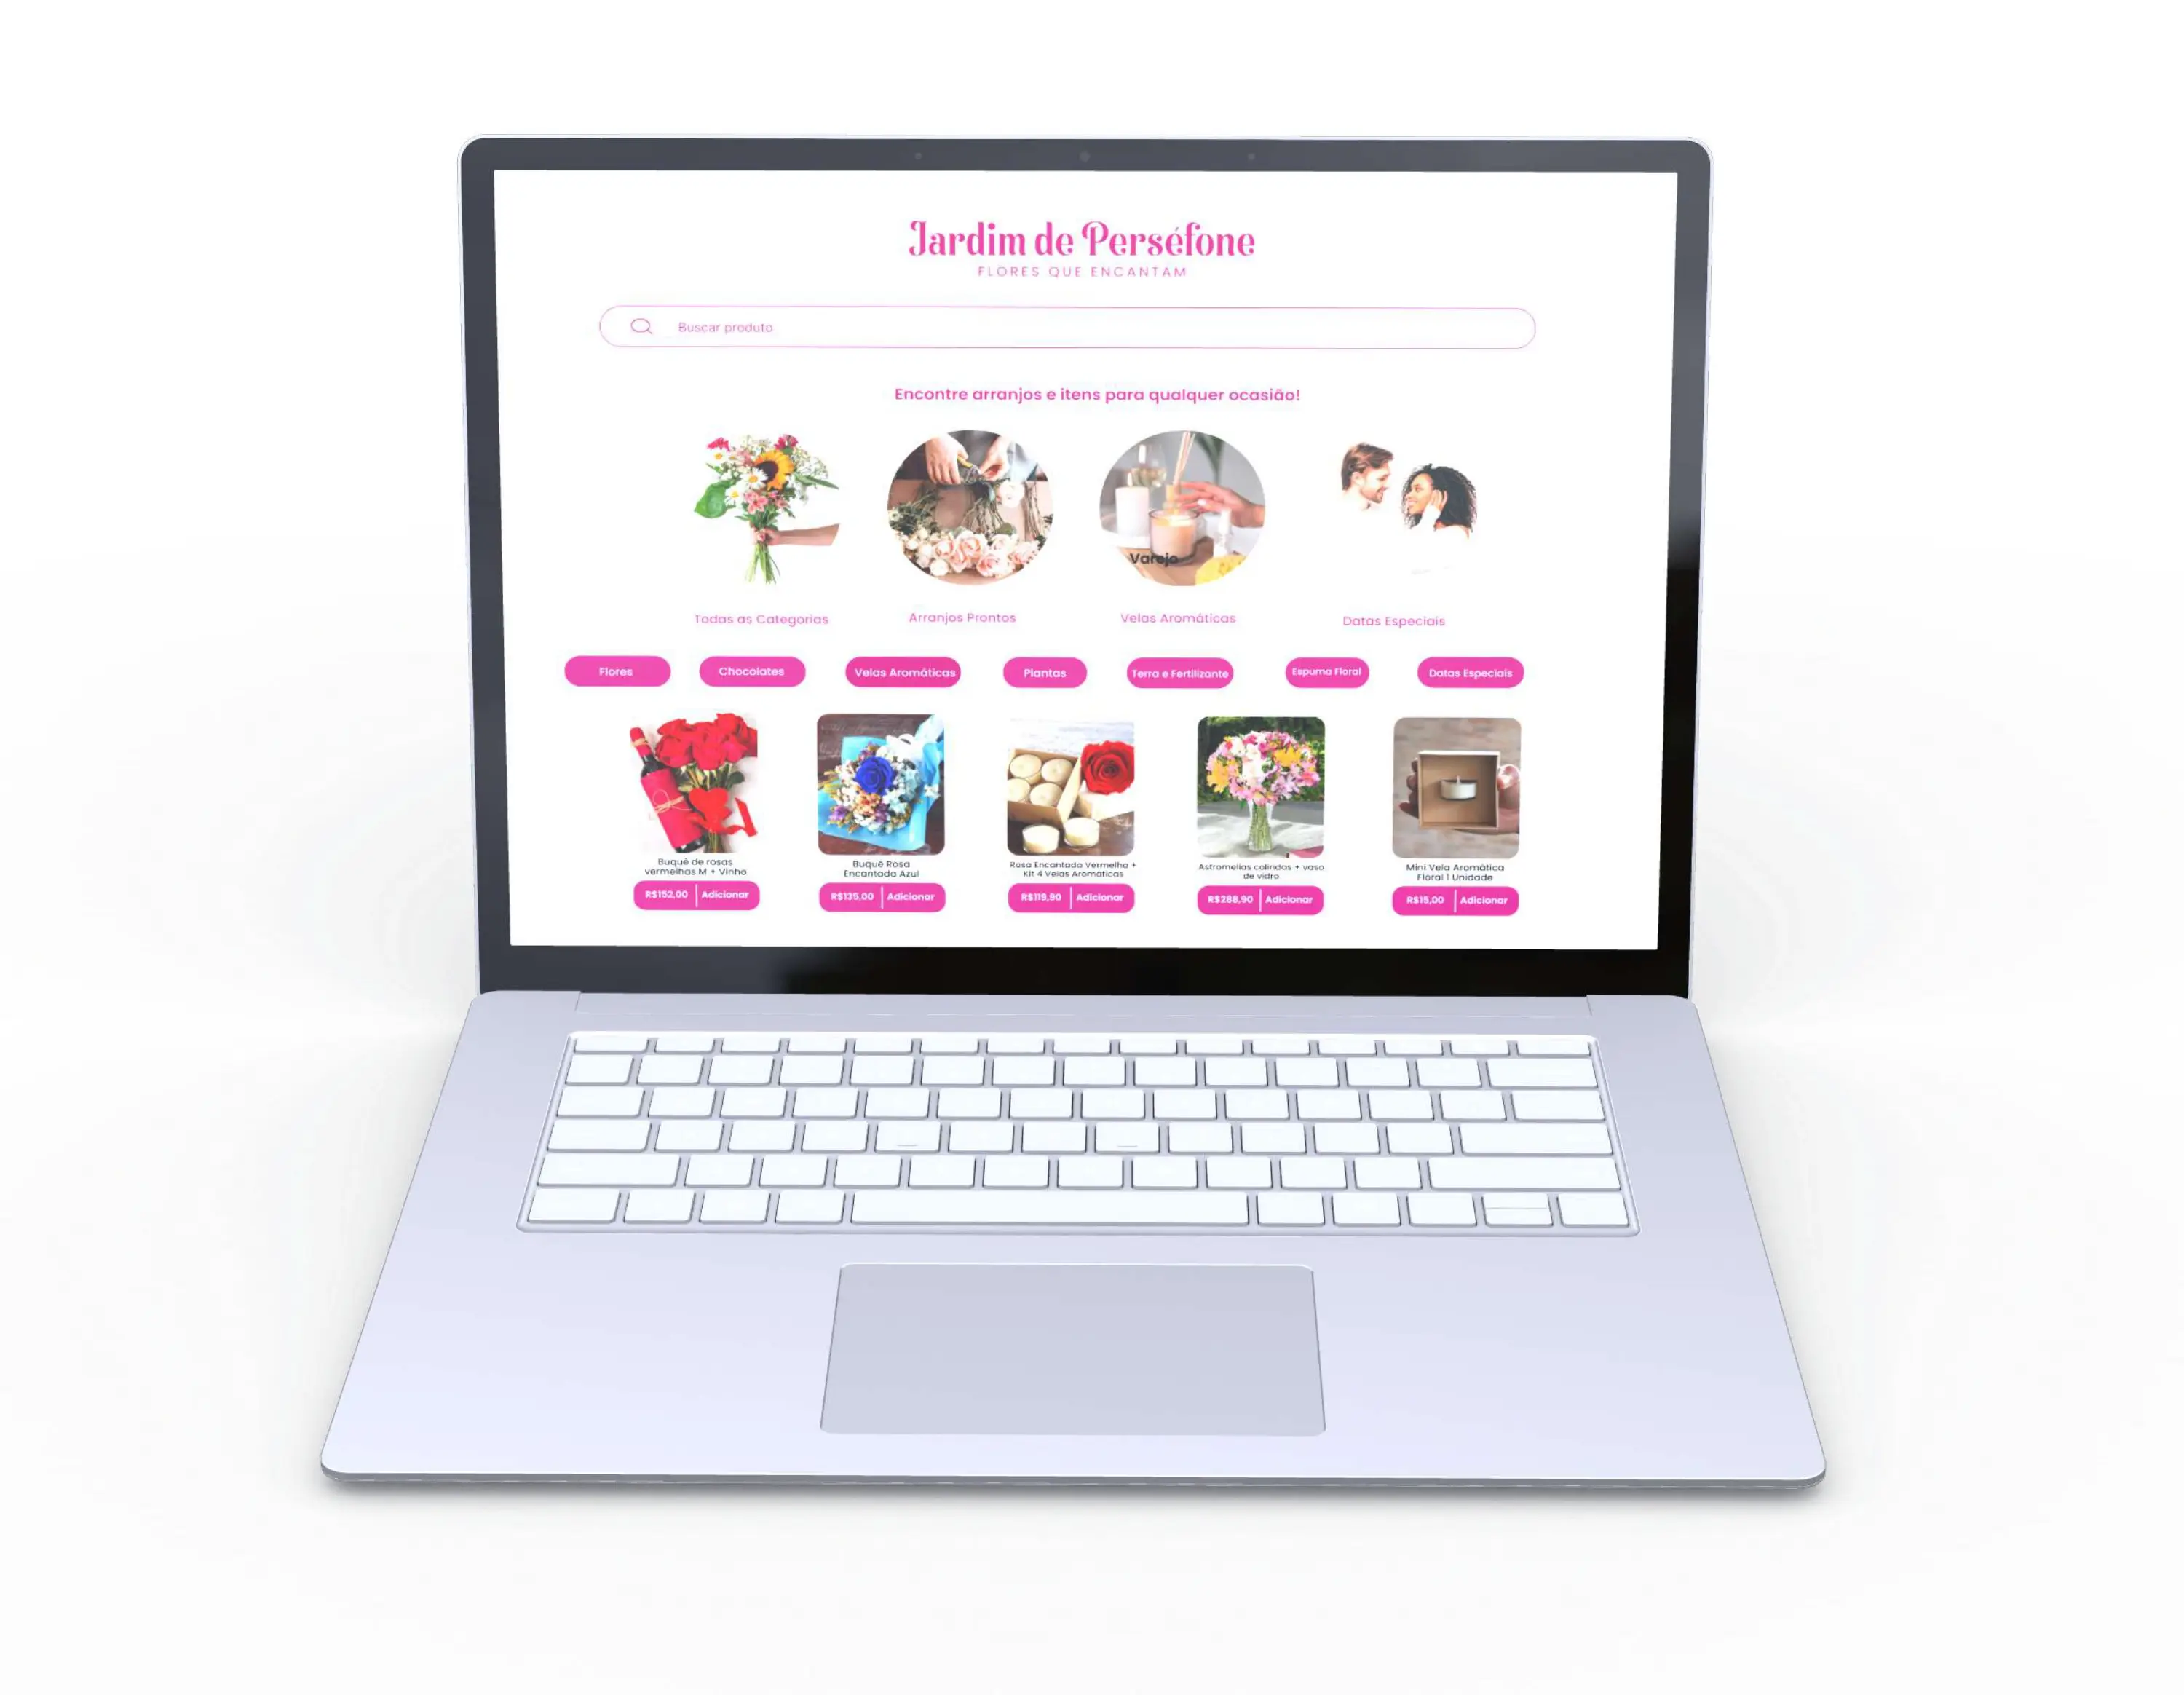 Jardim de Perséfone
FLORES QUE ENCANTAM
Buscar produto
Encontre arranjos e itens para qualquer ocasião!
Varejo
Todas as Categorias
Arranjos Prontos
Velas Aromáticas
Datas Especiais
Flores
Chocolates
Velas Aromáticas
Plantas
Terra e Fertilizante
Espuma Floral
Datas Especiais
Buquê de rosas
vermelhas M + Vinho
R$152,00 Adicionar
Buquê Rosa
Encantada Azul
R$135,00 Adicionar
Rosa Encantada Vermelha +
Kit 4 Velas Aromáticas
R$119,90 Adicionar
Astromelias coliridas + vaso
de vidro
R$288,90 Adicionar
Mini Vela Aromática
Floral 1 Unidade
R$15,00 Adicionar